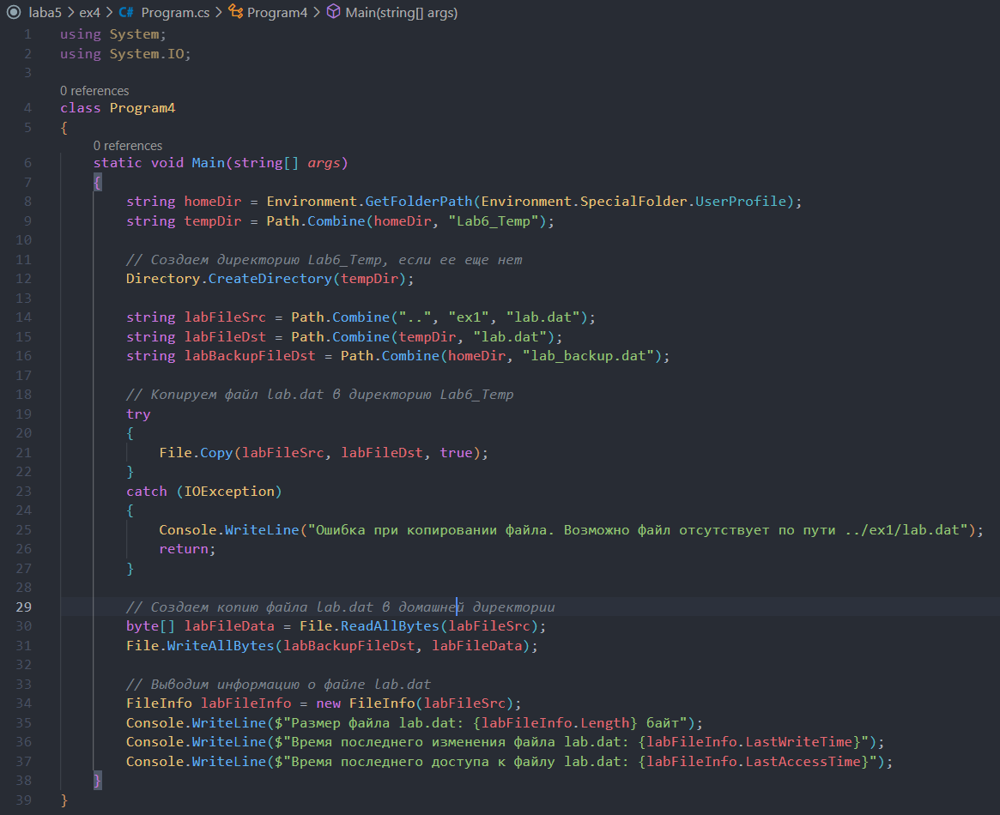 laba5 > ex4 > C# Program.cs > Program4 > Main(string[] args)
1 using System;
2 using System.IO;
3
0 references
4 class Program4
5 {
0 references
6 static void Main(string[] args)
7 {
8 string homeDir = Environment.GetFolderPath(Environment.SpecialFolder.UserProfile);
9 string tempDir = Path.Combine(homeDir, "Lab6_Temp");
10
11 // Создаем директорию Lab6_Temp, если ее еще нет
12 Directory.CreateDirectory(tempDir);
13
14 string labFileSrc = Path.Combine("..", "ex1", "lab.dat");
15 string labFileDst = Path.Combine(tempDir, "lab.dat");
16 string labBackupFileDst = Path.Combine(homeDir, "lab_backup.dat");
17
18 // Копируем файл lab.dat в директорию Lab6_Temp
19 try
20 {
21 File.Copy(labFileSrc, labFileDst, true);
22 }
23 catch (IOException)
24 {
25 Console.WriteLine("Ошибка при копировании файла. Возможно файл отсутствует по пути ../ex1/lab.dat");
26 return;
27 }
28
29 // Создаем копию файла lab.dat в домашней директории
30 byte[] labFileData = File.ReadAllBytes(labFileSrc);
31 File.WriteAllBytes(labBackupFileDst, labFileData);
32
33 // Выводим информацию о файле lab.dat
34 FileInfo labFileInfo = new FileInfo(labFileSrc);
35 Console.WriteLine($"Размер файла lab.dat: {labFileInfo.Length} байт");
36 Console.WriteLine($"Время последнего изменения файла lab.dat: {labFileInfo.LastWriteTime}");
37 Console.WriteLine($"Время последнего доступа к файлу lab.dat: {labFileInfo.LastAccessTime}");
38 }
39 }